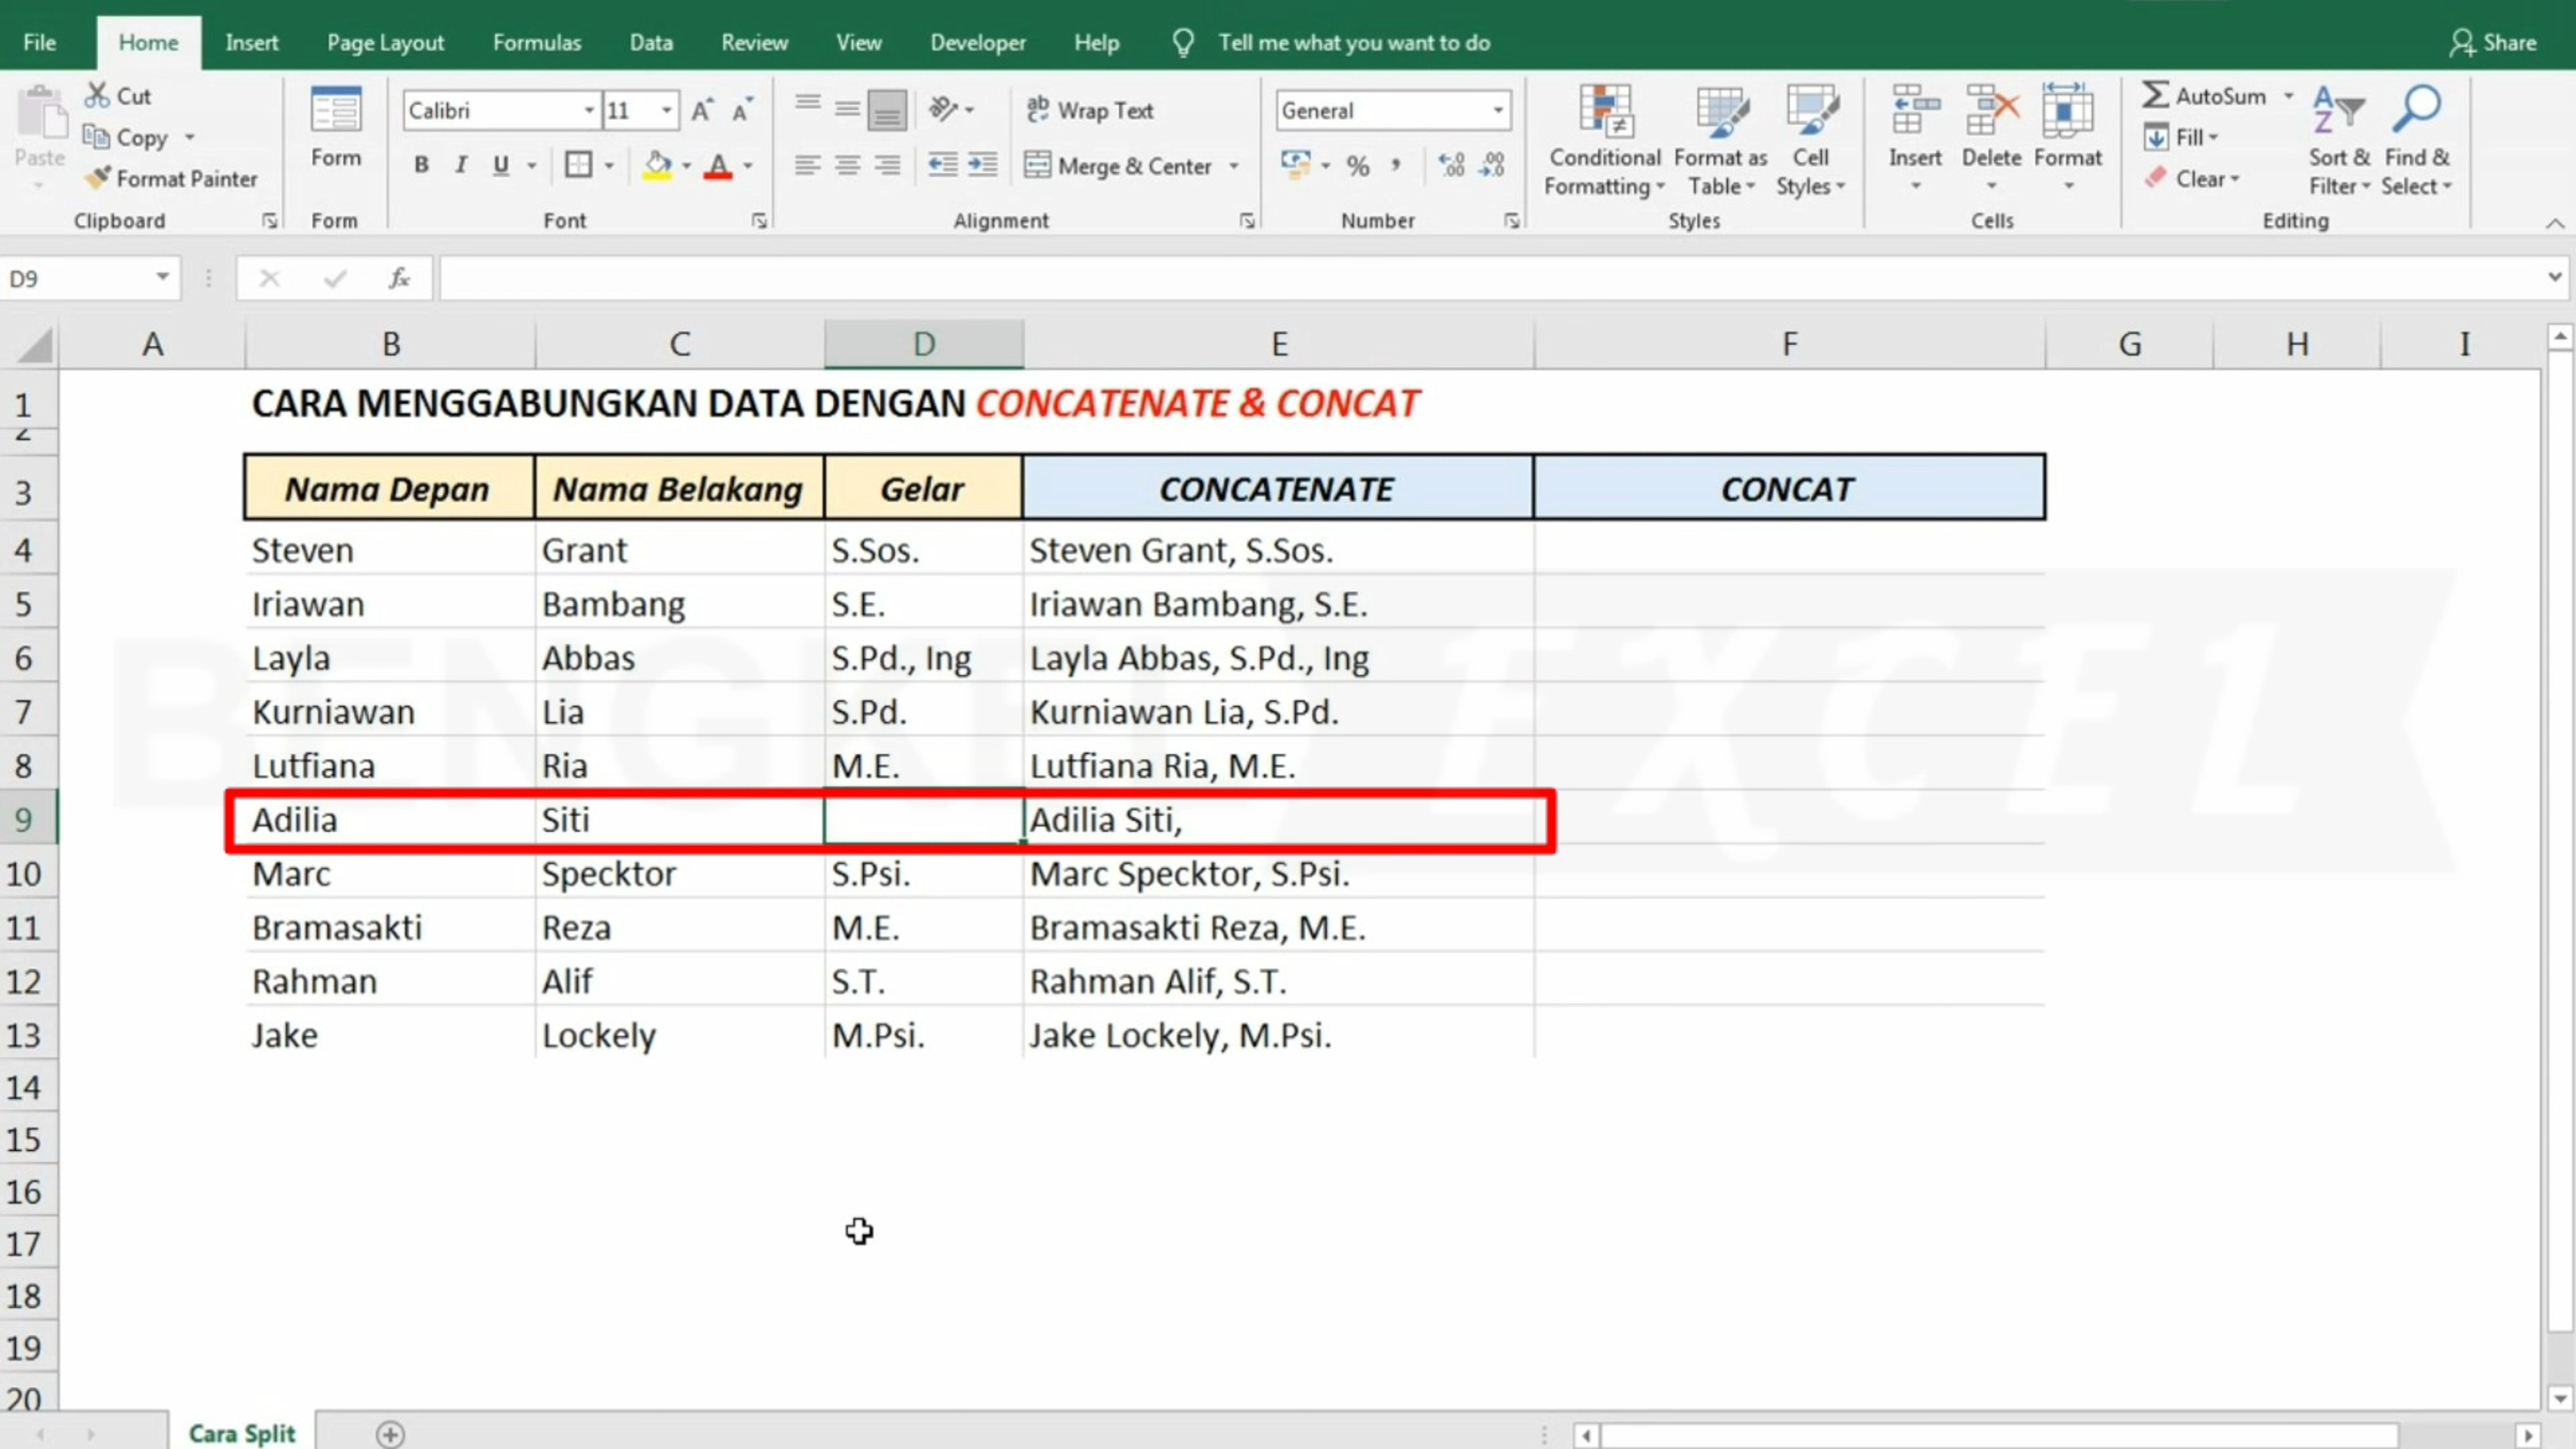 File Home Insert Page Layout Formulas Data Review View Developer Help Tell me what you want to do Share
Paste
Cut
Copy
Format Painter
Clipboard
Form
Form
Calibri 11
B I U A
Font
Wrap Text
Merge & Center
Alignment
General
Number
Conditional Formatting
Format as Table
Cell Styles
Styles
Insert Delete Format
Cells
AutoSum
Fill
Clear
Sort & Filter
Find & Select
Editing
D9 fx
A B C D E F G H I
1 CARA MENGGABUNGKAN DATA DENGAN CONCATENATE & CONCAT
2
3 Nama Depan Nama Belakang Gelar CONCATENATE CONCAT
4 Steven Grant S.Sos. Steven Grant, S.Sos.
5 Iriawan Bambang S.E. Iriawan Bambang, S.E.
6 Layla Abbas S.Pd., Ing Layla Abbas, S.Pd., Ing
7 Kurniawan Lia S.Pd. Kurniawan Lia, S.Pd.
8 Lutfiana Ria M.E. Lutfiana Ria, M.E.
9 Adilia Siti Adilia Siti,
10 Marc Specktor S.Psi. Marc Specktor, S.Psi.
11 Bramasakti Reza M.E. Bramasakti Reza, M.E.
12 Rahman Alif S.T. Rahman Alif, S.T.
13 Jake Lockely M.Psi. Jake Lockely, M.Psi.
14
15
16
17
18
19
20
BENGKEL EXCEL
Cara Split